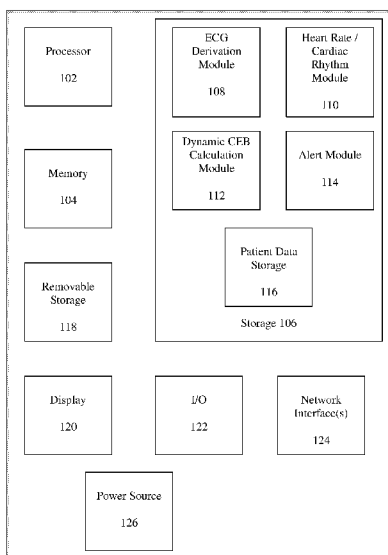 Processor
102
ECG
Derivation
Module
108
Heart Rate /
Cardiac
Rhythm
Module
110
Memory
104
Dynamic CEB
Calculation
Module
112
Alert Module
114
Removable
Storage
118
Patient Data
Storage
116
Storage 106
Display
120
I/O
122
Network
Interface(s)
124
Power Source
126